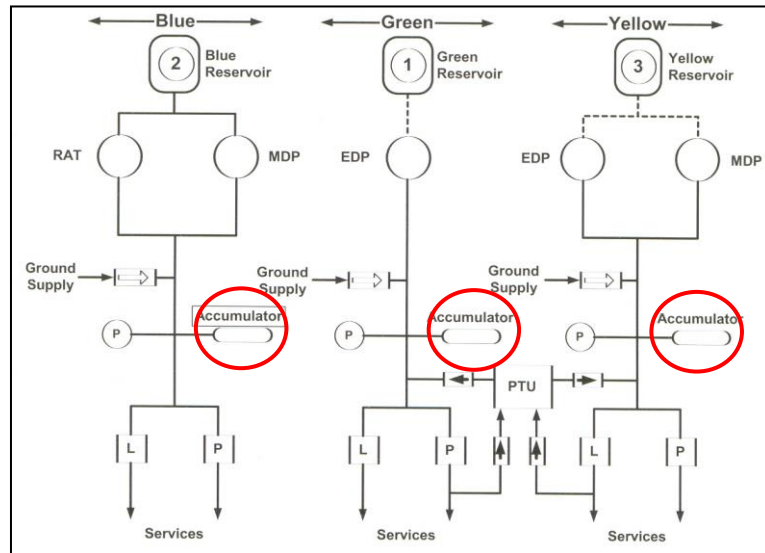 Blue
Green
Yellow
2
Blue
Reservoir
1
Green
Reservoir
3
Yellow
Reservoir
RAT
MDP
EDP
EDP
MDP
Ground
Supply
Ground
Supply
Ground
Supply
Accumulator
Accumulator
Accumulator
P
P
P
PTU
L
P
L
P
L
P
Services
Services
Services